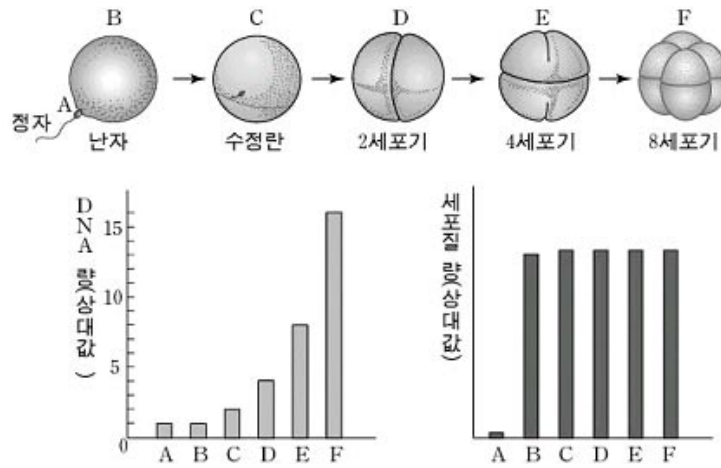 B C D E F
A
정자
난자 수정란 2세포기 4세포기 8세포기
DNA 량(상대값)
15
10
5
0
A B C D E F
세포질 량(상대값)
A B C D E F